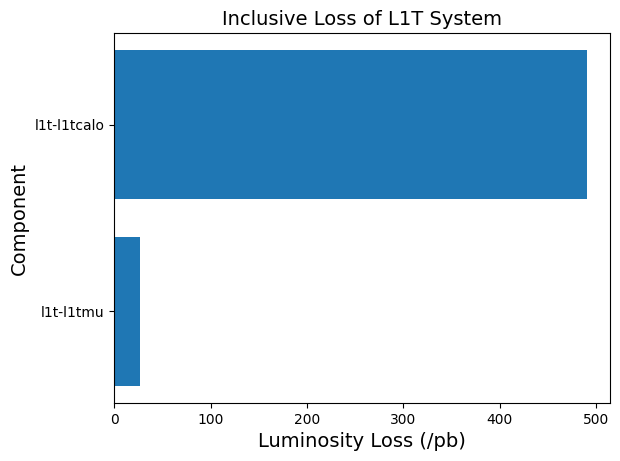 Inclusive Loss of L1T System
Component
l1t-l1tcalo
l1t-l1tmu
0 100 200 300 400 500
Luminosity Loss (/pb)